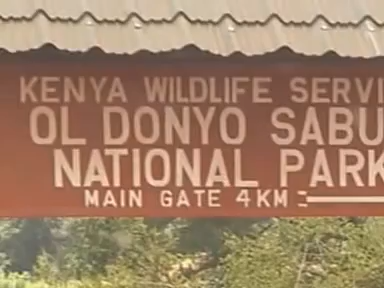 KENYA WILDLIFE SERVI
OL DONYO SABU
NATIONAL PARK
MAIN GATE 4KM